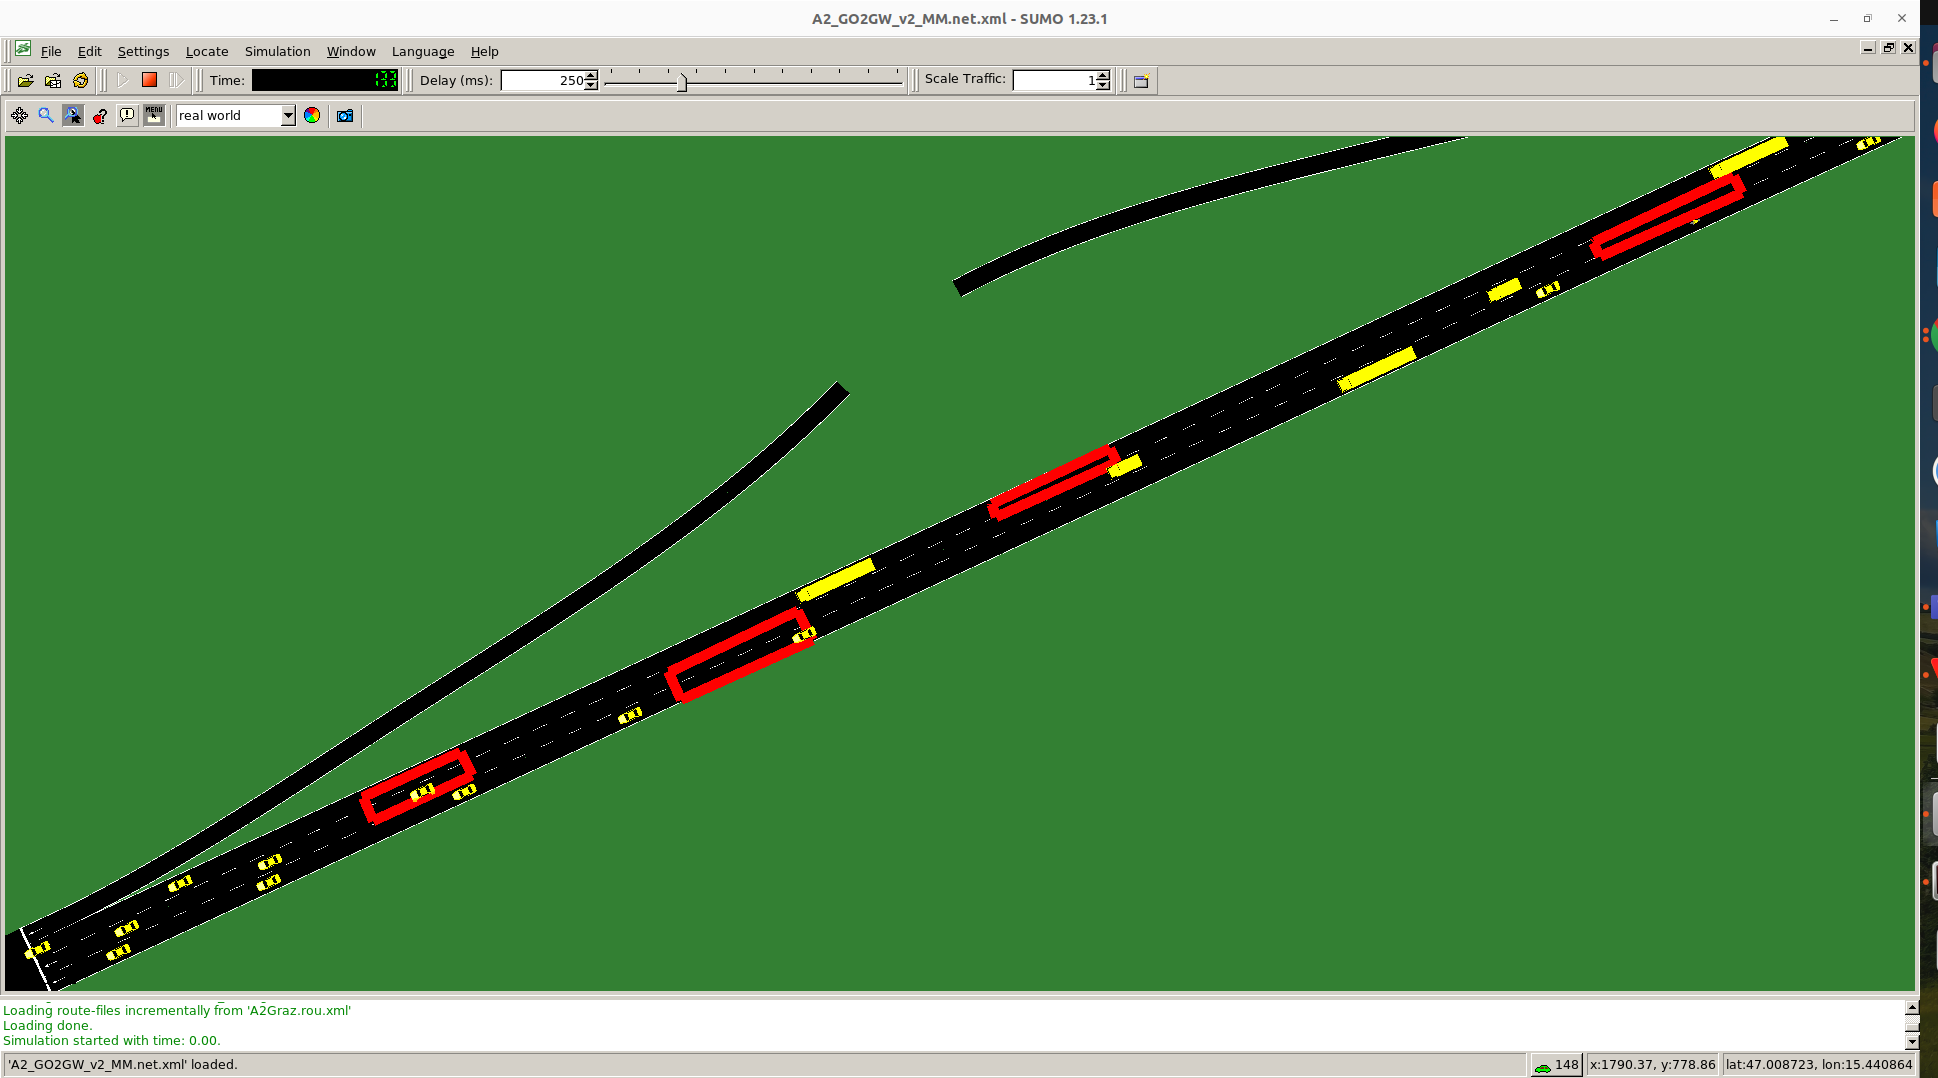 A2_GO2GW_v2_MM.net.xml - SUMO 1.23.1
File Edit Settings Locate Simulation Window Language Help
Time: 133 Delay (ms): 250 Scale Traffic: 1
MENU real world
Loading route-files incrementally from 'A2Graz.rou.xml'
Loading done.
Simulation started with time: 0.00.
'A2_GO2GW_v2_MM.net.xml' loaded. 148 x:1790.37, y:778.86 lat:47.008723, lon:15.440864